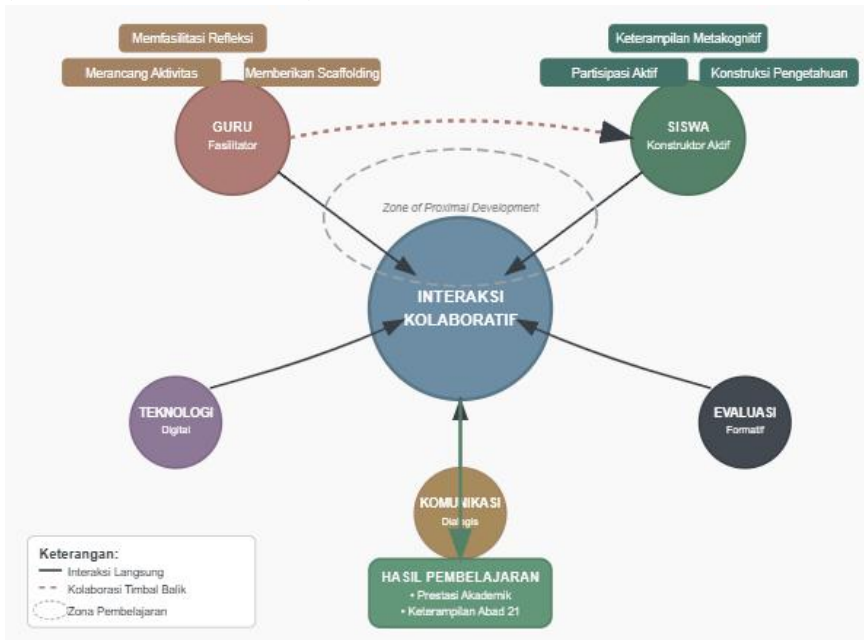 Memfasilitasi Refleksi
Merancang Aktivitas
Memberikan Scaffolding
Keterampilan Metakognitif
Partisipasi Aktif
Konstruksi Pengetahuan
GURU
Fasilitator
SISWA
Konstruktor Aktif
Zone of Proximal Development
INTERAKSI
KOLABORATIF
TEKNOLOGI
Digital
EVALUASI
Formatif
KOMUNIKASI
Dialogis
HASIL PEMBELAJARAN
• Prestasi Akademik
• Keterampilan Abad 21
Keterangan:
Interaksi Langsung
Kolaborasi Timbal Balik
Zona Pembelajaran